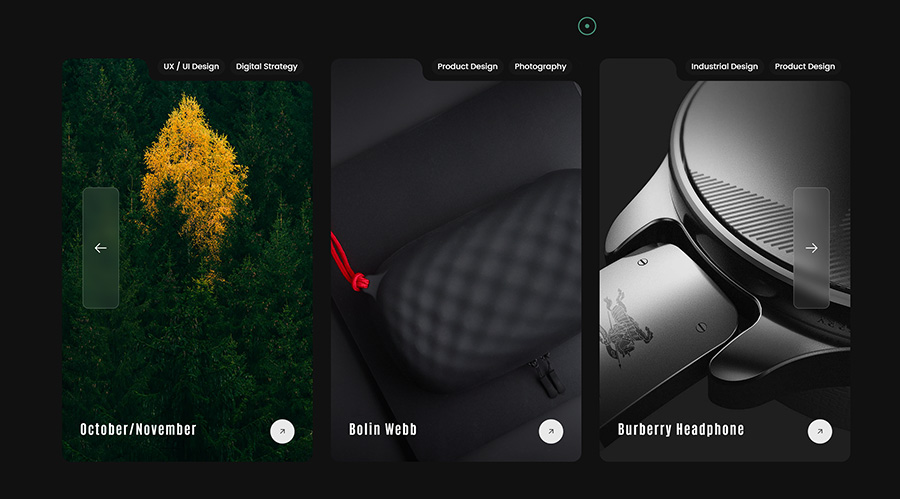 UX / UI Design Digital Strategy
Product Design Photography
Industrial Design Product Design
October/November
Bolin Webb
Burberry Headphone